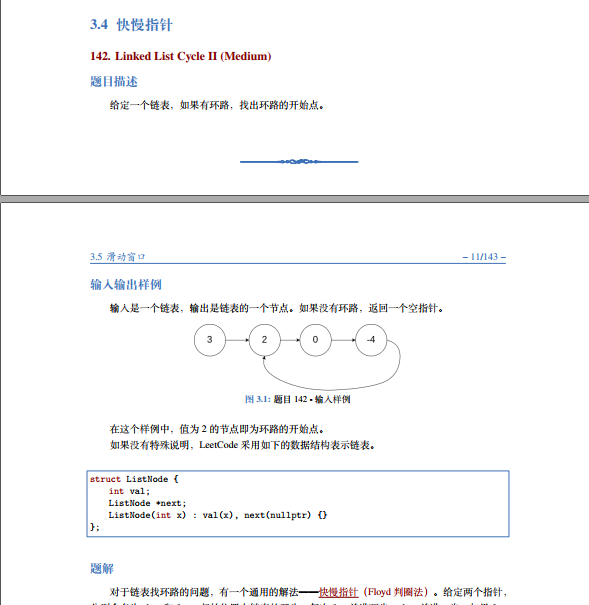 3.4 快慢指针
142. Linked List Cycle II (Medium)
题目描述
给定一个链表，如果有环路，找出环路的开始点。
3.5 滑动窗口
– 11/143 –
输入输出样例
输入是一个链表，输出是链表的一个节点。如果没有环路，返回一个空指针。
3 2 0 -4
图 3.1: 题目 142 - 输入样例
在这个样例中，值为 2 的节点即为环路的开始点。
如果没有特殊说明，LeetCode 采用如下的数据结构表示链表。
struct ListNode {
int val;
ListNode *next;
ListNode(int x) : val(x), next(nullptr) {}
};
题解
对于链表找环路的问题，有一个通用的解法——快慢指针（Floyd 判圈法）。给定两个指针，